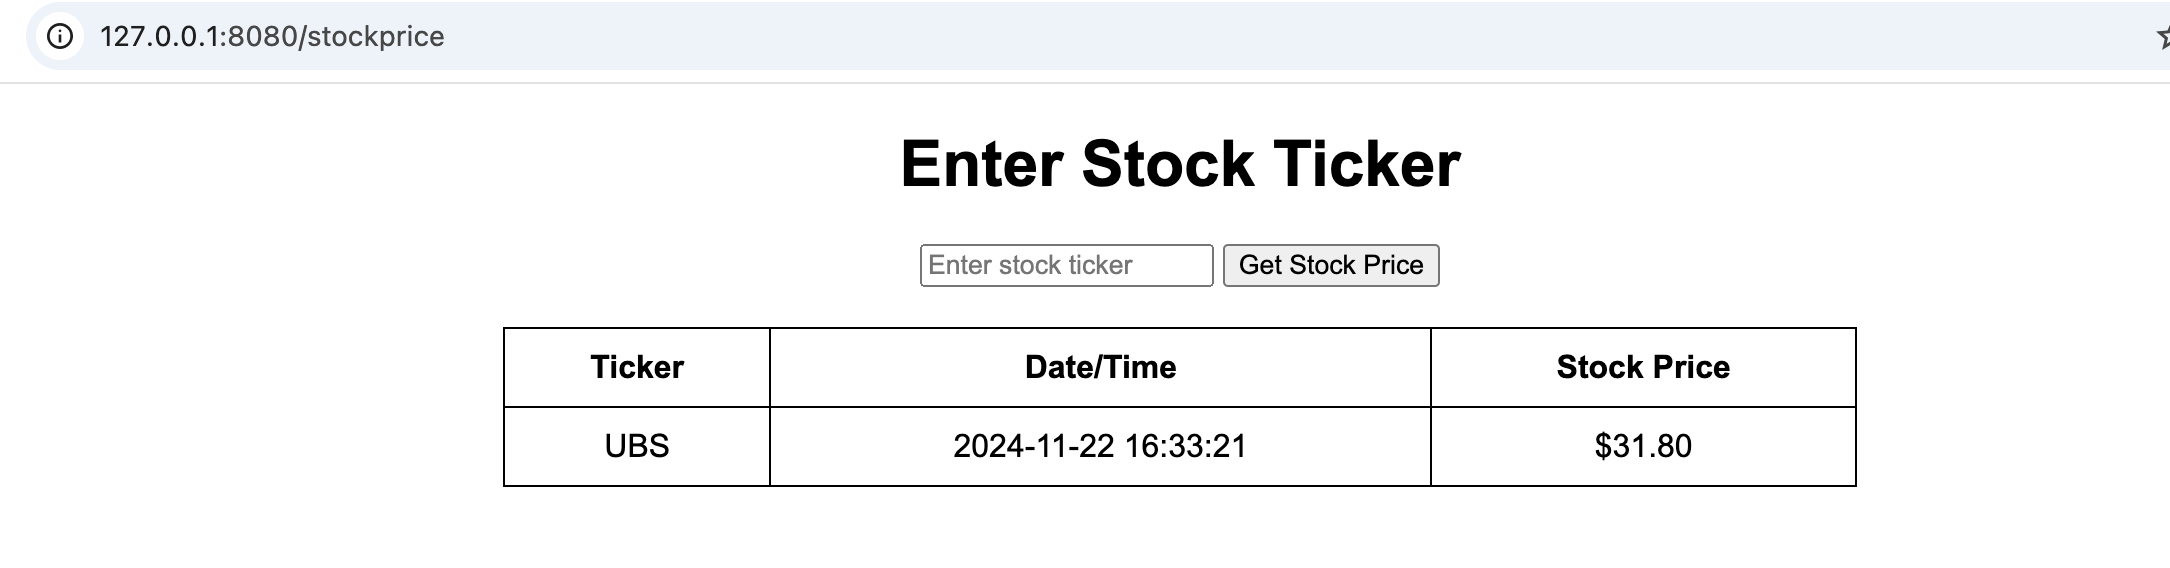 127.0.0.1:8080/stockprice
Enter Stock Ticker
Enter stock ticker Get Stock Price
Ticker Date/Time Stock Price
UBS 2024-11-22 16:33:21 $31.80